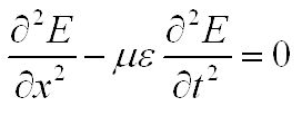 ∂²E/∂x² − με ∂²E/∂t² = 0